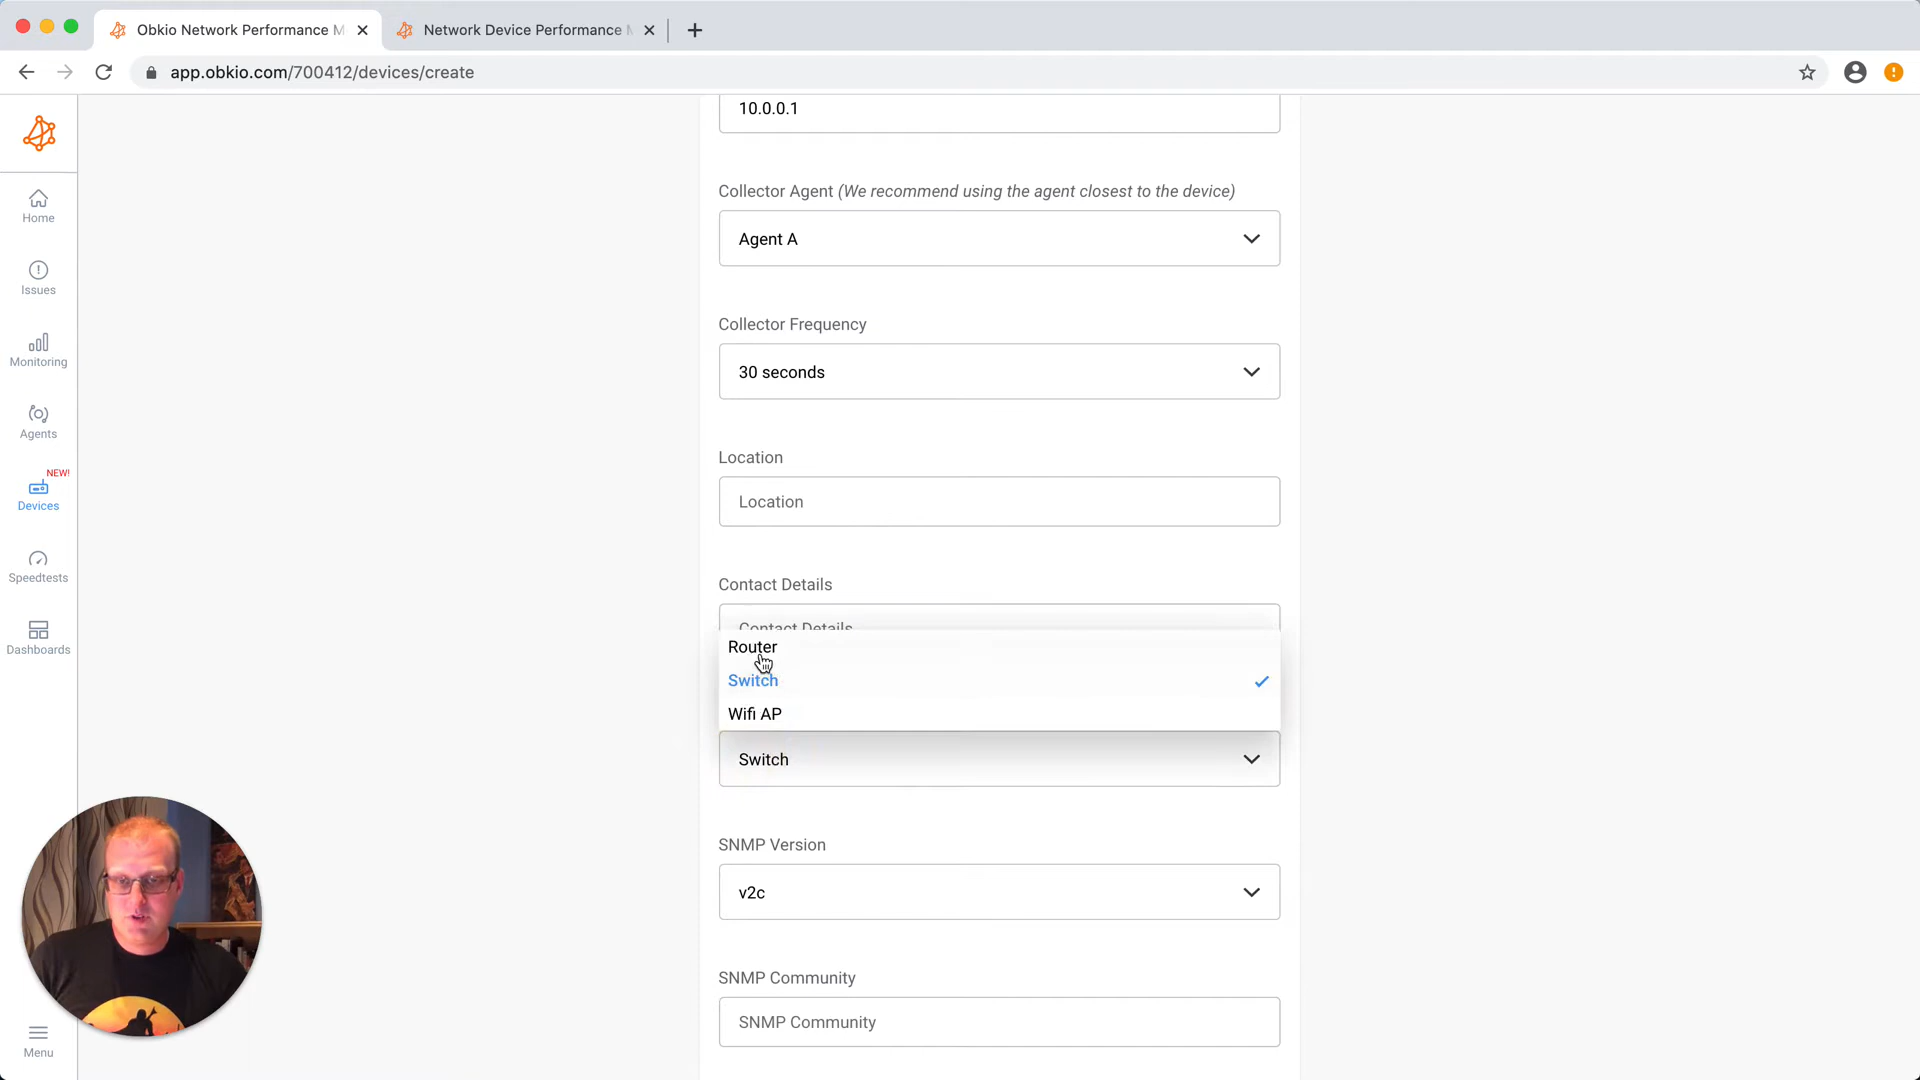 Obkio Network Performance M
Network Device Performance M
app.obkio.com/700412/devices/create
Home
Issues
Monitoring
Agents
NEW!
Devices
Speedtests
Dashboards
Menu
10.0.0.1
Collector Agent (We recommend using the agent closest to the device)
Agent A
Collector Frequency
30 seconds
Location
Location
Contact Details
Contact Details
Router
Switch
Wifi AP
Switch
SNMP Version
v2c
SNMP Community
SNMP Community